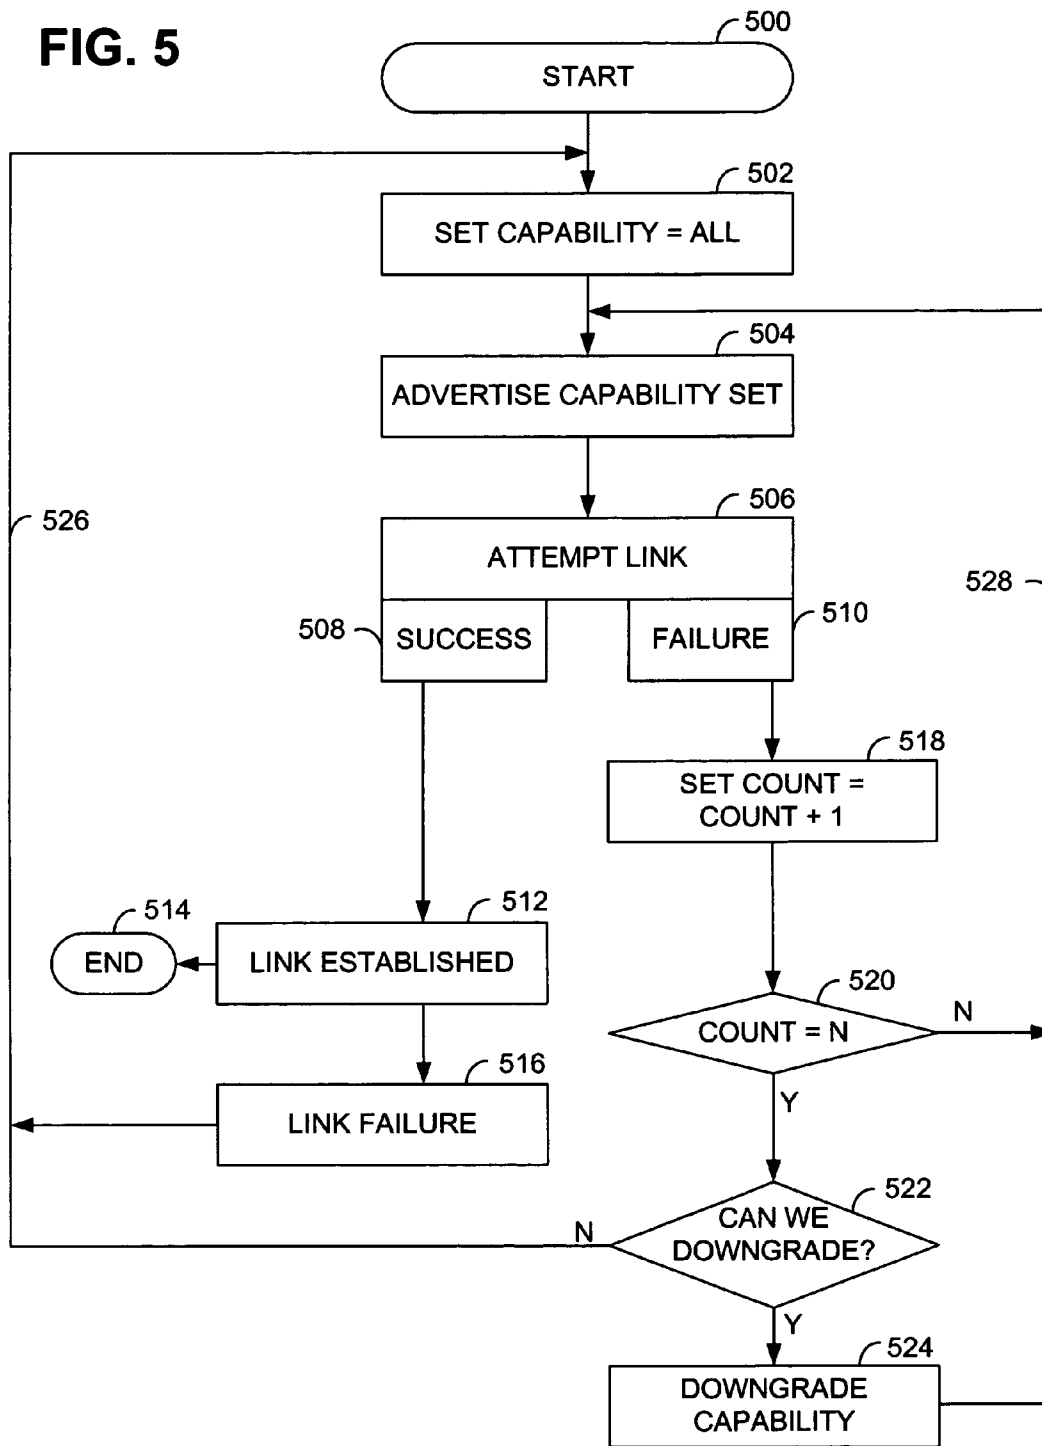 FIG. 5
500
START
502
SET CAPABILITY = ALL
504
ADVERTISE CAPABILITY SET
506
ATTEMPT LINK
526
528
508
SUCCESS
FAILURE
510
518
SET COUNT =
COUNT + 1
514
END
512
LINK ESTABLISHED
520
COUNT = N
N
516
LINK FAILURE
Y
522
CAN WE
DOWNGRADE?
N
Y
524
DOWNGRADE
CAPABILITY